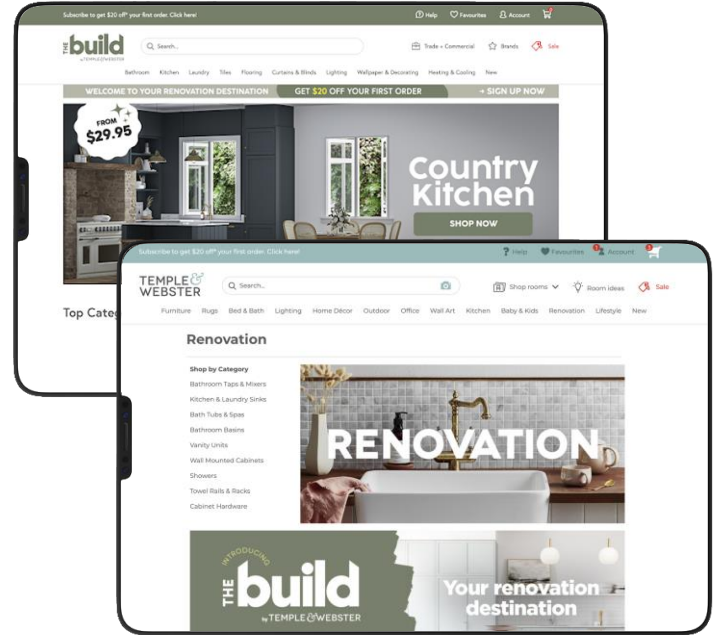 Subscribe to get $20 off* your first order. Click here!
Help
Favourites
Account
THE build
by TEMPLE & WEBSTER
Search...
Trade + Commercial
Brands
Sale
Bathroom Kitchen Laundry Tiles Flooring Curtains & Blinds Lighting Wallpaper & Decorating Heating & Cooling New
WELCOME TO YOUR RENOVATION DESTINATION
GET $20 OFF YOUR FIRST ORDER
→ SIGN UP NOW
FROM
$29.95
Country
Kitchen
SHOP NOW
Top Categ
Subscribe to get $20 off* your first order. Click here!
Help
Favourites
Account
TEMPLE &
WEBSTER
Search...
Shop rooms
Room ideas
Sale
Furniture Rugs Bed & Bath Lighting Home Décor Outdoor Office Wall Art Kitchen Baby & Kids Renovation Lifestyle New
Renovation
Shop by Category
Bathroom Taps & Mixers
Kitchen & Laundry Sinks
Bath Tubs & Spas
Bathroom Basins
Vanity Units
Wall Mounted Cabinets
Showers
Towel Rails & Racks
Cabinet Hardware
RENOVATION
INTRODUCING
THE build
by TEMPLE & WEBSTER
Your renovation
destination